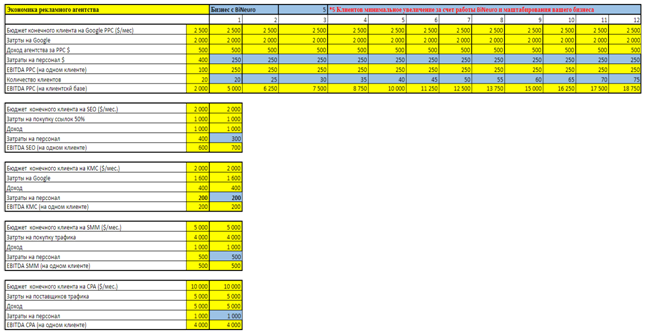 Экономика рекламного агентства Бизнес с BiNeuro 5 *% Клиентов минимальное увеличение за счет работы BiNeuro и маштабирования вашего бизнеса
1 2 3 4 5 6 7 8 9 10 11 12
Бюджет конечного клиента на Google PPC ($/мес) 2 500 2 500 2 500 2 500 2 500 2 500 2 500 2 500 2 500 2 500 2 500 2 500 2 500
Затраты на Google 2 000 2 000 2 000 2 000 2 000 2 000 2 000 2 000 2 000 2 000 2 000 2 000 2 000
Доход агентства за PPC $ 500 500 500 500 500 500 500 500 500 500 500 500 500
Затраты на персонал $ 400 250 250 250 250 250 250 250 250 250 250 250 250
EBITDA PPC (на одном клиенте) 100 250 250 250 250 250 250 250 250 250 250 250 250
Количество клиентов 20 20 25 30 35 40 45 50 55 60 65 70 75
EBITDA PPC (на клиентскй базе) 2 000 5 000 6 250 7 500 8 750 10 000 11 250 12 500 13 750 15 000 16 250 17 500 18 750
Бюджет конечного клиента на SEO ($/мес.) 2 000 2 000
Затраты на покупку ссылок 50% 1 000 1 000
Доход 1 000 1 000
Затраты на персонал 400 300
EBITDA SEO (на одном клиенте) 600 700
Бюджет конечного клиента на КМС ($/мес.) 2 000 2 000
Затрты на Google 1 600 1 600
Доход 400 400
Затраты на персонал 200 200
EBITDA КМС (на одном клиенте) 200 200
Бюджет конечного клиента на SMM ($/мес.) 5 000 5 000
Затрты на покупку трафика 4 000 4 000
Доход 1 000 1 000
Затраты на персонал 500 500
EBITDA SMM (на одном клиенте) 500 500
Бюджет конечного клиента на CPA ($/мес.) 10 000 10 000
Затрты на поставщиков трафика 5 000 5 000
Доход 5 000 5 000
Затраты на персонал 1 000 1 000
EBITDA CPA (на одном клиенте) 4 000 4 000